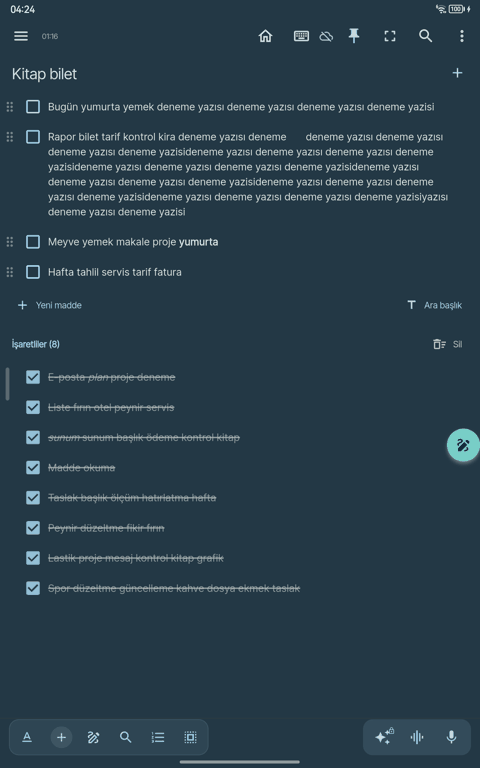 04:24
100
01:16
Kitap bilet
Bugün yumurta yemek deneme yazısı deneme yazısı deneme yazısı deneme yazisi
Rapor bilet tarif kontrol kira deneme yazısı deneme deneme yazısı deneme yazısı
deneme yazısı deneme yazisideneme yazısı deneme yazısı deneme yazısı deneme
yazisideneme yazısı deneme yazısı deneme yazısı deneme yazisideneme yazısı
deneme yazısı deneme yazısı deneme yazisideneme yazısı deneme yazısı deneme
yazısı deneme yazisideneme yazısı deneme yazısı deneme yazısı deneme yazisiyazısı
deneme yazısı deneme yazisi
Meyve yemek makale proje yumurta
Hafta tahlil servis tarif fatura
Yeni madde
Ara başlık
İşaretliler (8)
Sil
E-posta plan proje deneme
Liste fırın otel peynir servis
sunum sunum başlık ödeme kontrol kitap
Madde okuma
Taslak başlık ölçüm hatırlatma hafta
Peynir düzeltme fikir fırın
Lastik proje mesaj kontrol kitap grafik
Spor düzeltme güncelleme kahve dosya ekmek taslak